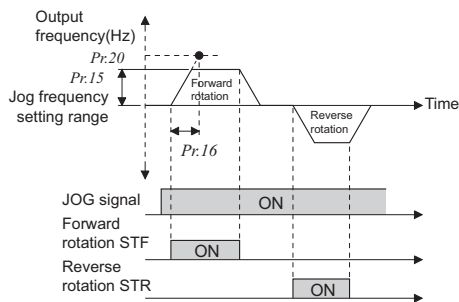 Output
frequency(Hz)
Pr.20
Pr.15
Jog frequency
setting range
Forward
rotation
Reverse
rotation
Time
Pr.16
JOG signal
ON
Forward
rotation STF
ON
Reverse
rotation STR
ON